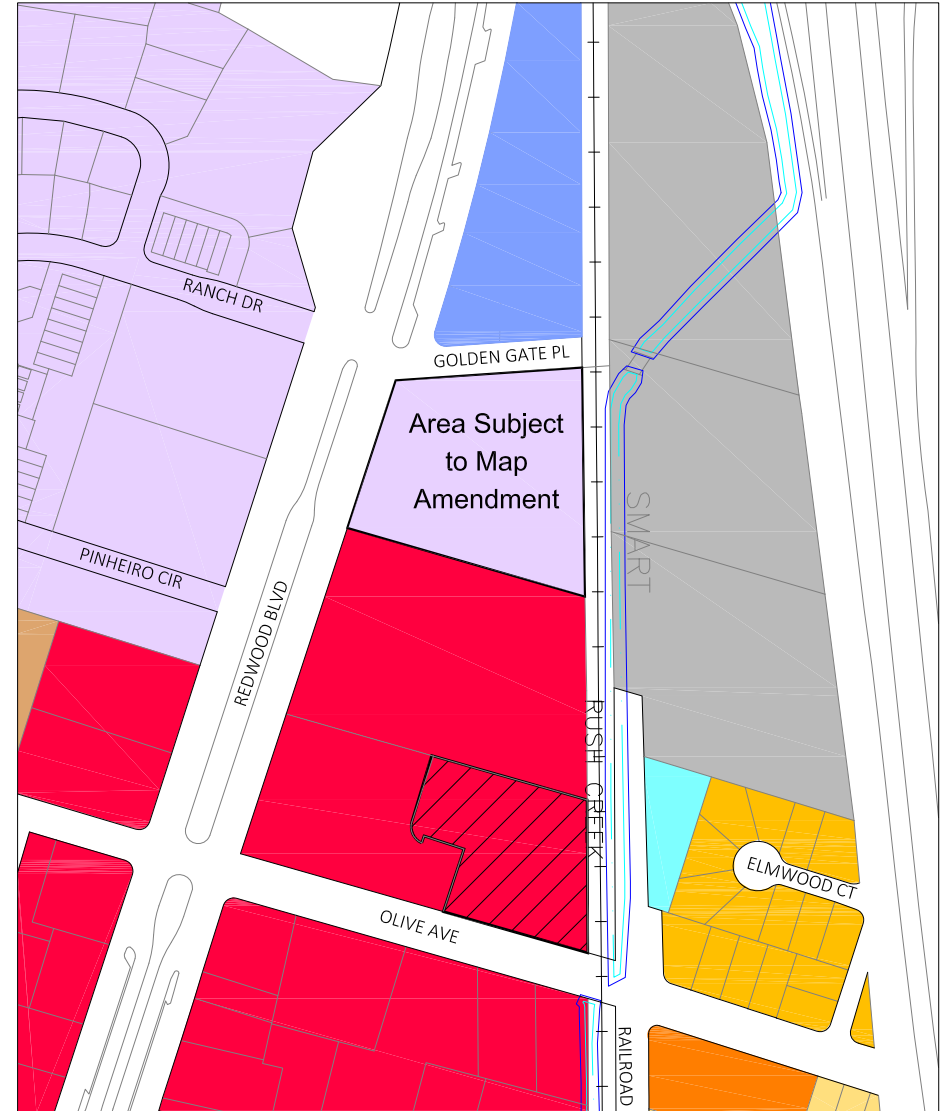 RANCH DR
GOLDEN GATE PL
Area Subject
to Map
Amendment
SMART
PINHEIRO CIR
REDWOOD BLVD
RUSH CREEK
ELMWOOD CT
OLIVE AVE
RAILROAD